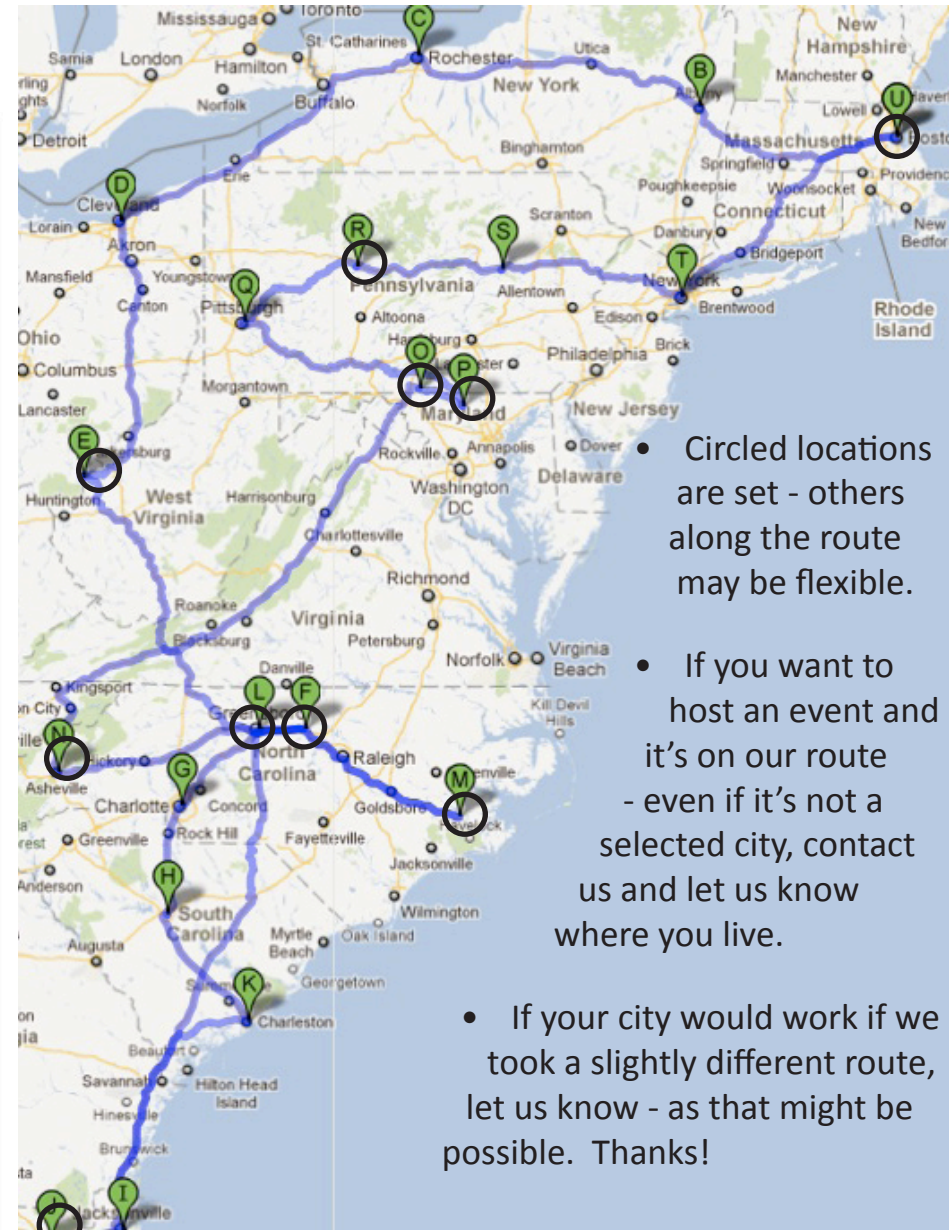 Toronto
Mississauga
C
New
Hampshire
St. Catharines
Sarnia
London
Hamilton
Rochester
Utica
B
Manchester
New York
Norfolk
Buffalo
Albany
Lowell
U
Detroit
Massachusetts
Binghamton
Springfield
Poughkeepsie
Woonsocket
D
Erie
Cleveland
Connecticut
Scranton
Lorain
Danbury
New
Akron
R
S
Bridgeport
Mansfield
Youngstown
T
Canton
Q
Pennsylvania
Allentown
New York
Brentwood
Pittsburgh
Altoona
Edison
Rhode
Island
Ohio
Harrisburg
Philadelphia
Brick
Columbus
O
P
Morgantown
Maryland
New Jersey
Lancaster
E
Rockville
Annapolis
Dover
Washington
DC
Delaware
Huntington
West
Virginia
Harrisonburg
Charlottesville
Richmond
Roanoke
Virginia
Blacksburg
Petersburg
Norfolk
Virginia
Beach
Danville
Kingsport
L
F
Kill Devil
Hills
Greensboro
N
Hickory
North
Carolina
Raleigh
Asheville
G
M
Charlotte
Concord
Goldsboro
Havelock
Greenville
Rock Hill
Fayetteville
Jacksonville
Anderson
H
South
Carolina
Wilmington
Augusta
Myrtle
Beach
Oak Island
K
Georgetown
Charleston
Beaufort
Savannah
Hilton Head
Island
Hinesville
Brunswick
I
J
Jacksonville
• Circled locations
are set - others
along the route
may be flexible.
• If you want to
host an event and
it’s on our route
- even if it’s not a
selected city, contact
us and let us know
where you live.
• If your city would work if we
took a slightly different route,
let us know - as that might be
possible.  Thanks!